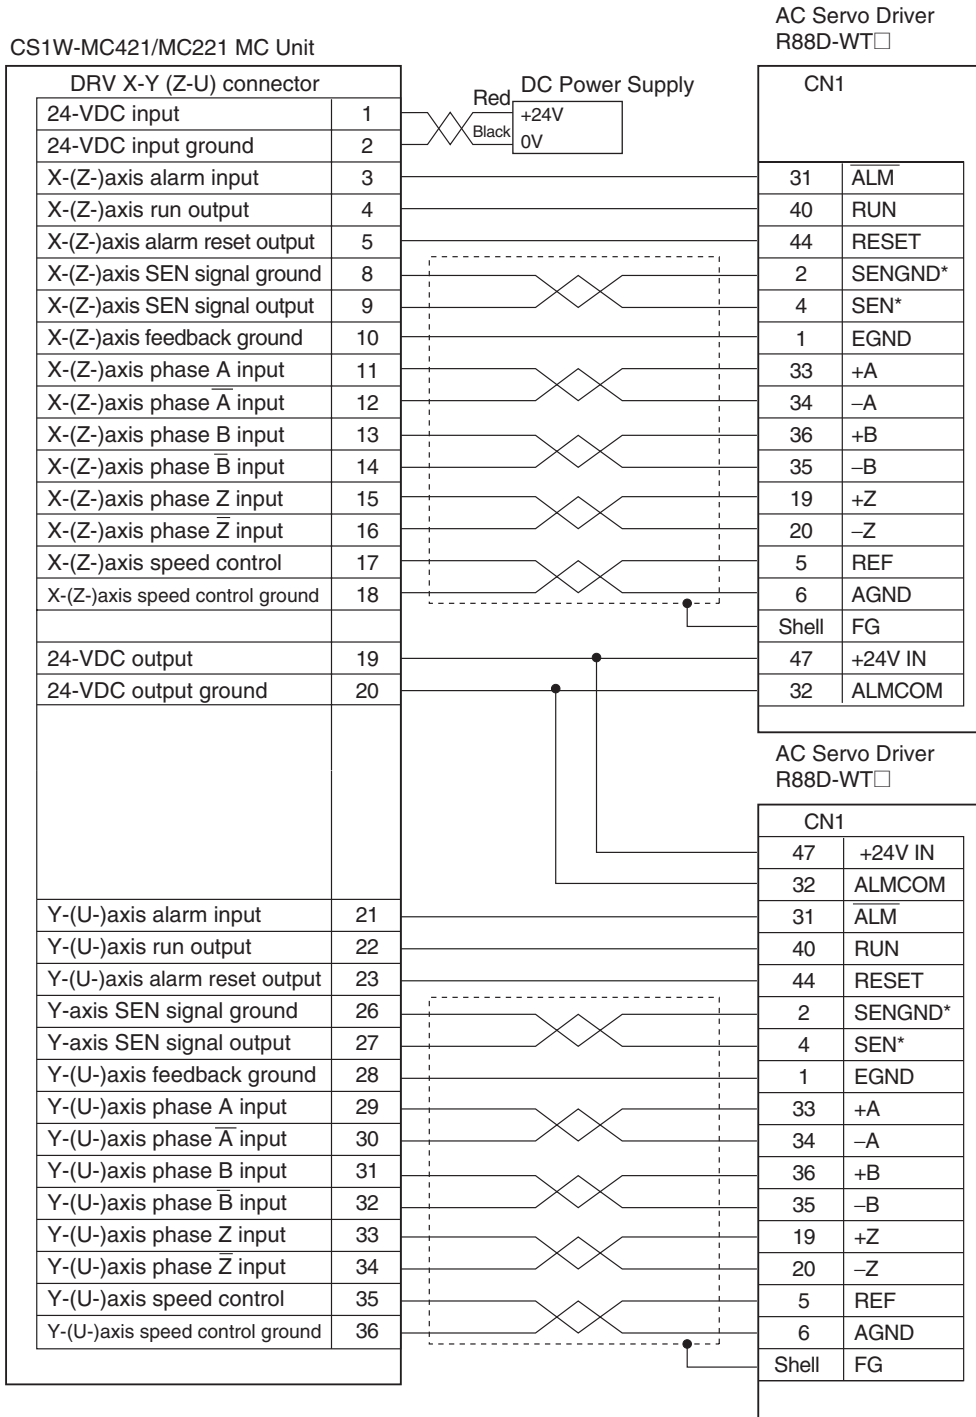 AC Servo Driver
R88D-WT□
CS1W-MC421/MC221 MC Unit
DRV X-Y (Z-U) connector
DC Power Supply
CN1
24-VDC input 1 Red +24V
24-VDC input ground 2 Black 0V
X-(Z-)axis alarm input 3 31 A̅L̅M̅
X-(Z-)axis run output 4 40 RUN
X-(Z-)axis alarm reset output 5 44 RESET
X-(Z-)axis SEN signal ground 8 2 SENGND*
X-(Z-)axis SEN signal output 9 4 SEN*
X-(Z-)axis feedback ground 10 1 EGND
X-(Z-)axis phase A input 11 33 +A
X-(Z-)axis phase A̅ input 12 34 –A
X-(Z-)axis phase B input 13 36 +B
X-(Z-)axis phase B̅ input 14 35 –B
X-(Z-)axis phase Z input 15 19 +Z
X-(Z-)axis phase Z̅ input 16 20 –Z
X-(Z-)axis speed control 17 5 REF
X-(Z-)axis speed control ground 18 6 AGND
Shell FG
24-VDC output 19 47 +24V IN
24-VDC output ground 20 32 ALMCOM
AC Servo Driver
R88D-WT□
CN1
47 +24V IN
32 ALMCOM
Y-(U-)axis alarm input 21 31 A̅L̅M̅
Y-(U-)axis run output 22 40 RUN
Y-(U-)axis alarm reset output 23 44 RESET
Y-axis SEN signal ground 26 2 SENGND*
Y-axis SEN signal output 27 4 SEN*
Y-(U-)axis feedback ground 28 1 EGND
Y-(U-)axis phase A input 29 33 +A
Y-(U-)axis phase A̅ input 30 34 –A
Y-(U-)axis phase B input 31 36 +B
Y-(U-)axis phase B̅ input 32 35 –B
Y-(U-)axis phase Z input 33 19 +Z
Y-(U-)axis phase Z̅ input 34 20 –Z
Y-(U-)axis speed control 35 5 REF
Y-(U-)axis speed control ground 36 6 AGND
Shell FG